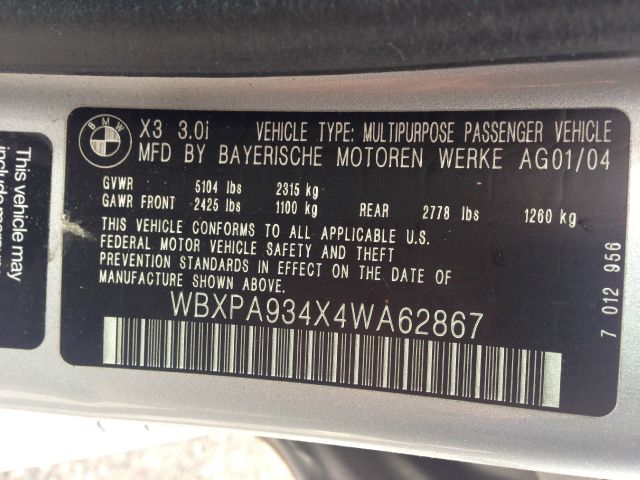 BMW
X3 3.0i VEHICLE TYPE: MULTIPURPOSE PASSENGER VEHICLE
MFD BY BAYERISCHE MOTOREN WERKE AG01/04
GVWR 5104 lbs 2315 kg
GAWR FRONT 2425 lbs 1100 kg REAR 2778 lbs 1260 kg
THIS VEHICLE CONFORMS TO ALL APPLICABLE U.S.
FEDERAL MOTOR VEHICLE SAFETY AND THEFT
PREVENTION STANDARDS IN EFFECT ON THE DATE OF
MANUFACTURE SHOWN ABOVE.
WBXPA934X4WA62867
7 012 956
This vehicle may
include